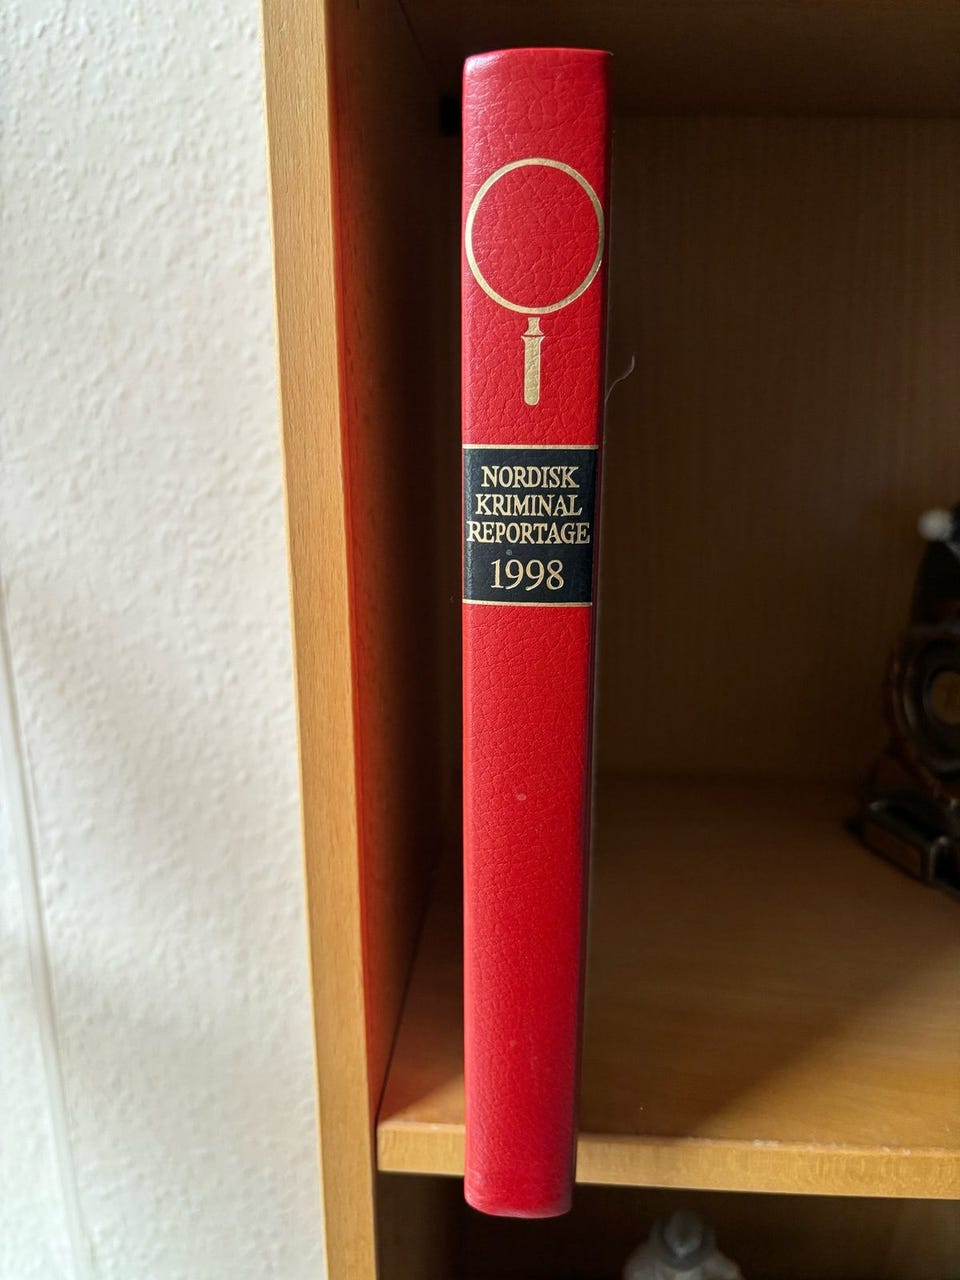 NORDISK
KRIMINAL
REPORTAGE
1998